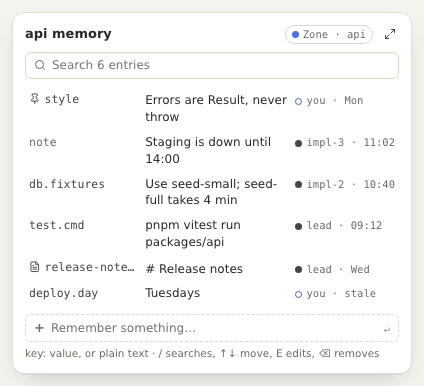 api memory
Zone · api
Search 6 entries
style Errors are Result, never throw you · Mon
note Staging is down until 14:00 impl-3 · 11:02
db.fixtures Use seed-small; seed-full takes 4 min impl-2 · 10:40
test.cmd pnpm vitest run packages/api lead · 09:12
release-note… # Release notes lead · Wed
deploy.day Tuesdays you · stale
+ Remember something… ↵
key: value, or plain text · / searches, ↑↓ move, E edits, ⌫ removes